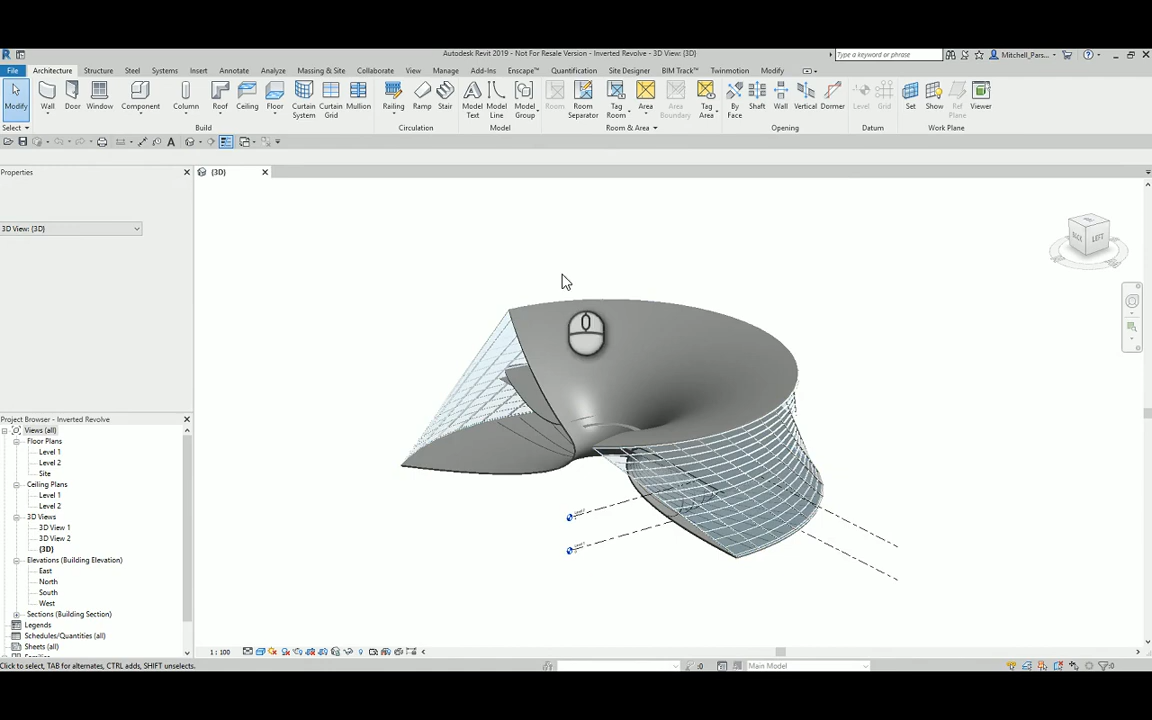 Autodesk Revit 2019 - Not For Resale Version - Inverted Revolve - 3D View: {3D}
Type a keyword or phrase
Mitchell_Pars...
File Architecture Structure Steel Systems Insert Annotate Analyze Massing & Site Collaborate View Manage Add-Ins Enscape™ Quantification Site Designer BIM Track™ Twinmotion Modify
Modify Wall Door Window Component Column Roof Ceiling Floor Curtain System Curtain Grid Mullion Railing Ramp Stair Model Text Model Line Model Group Room Room Separator Tag Room Area Area Boundary Tag Area By Face Shaft Wall Vertical Dormer Level Grid Set Show Ref Plane Viewer
Select Build Circulation Model Room & Area Opening Datum Work Plane
Properties
{3D}
3D View: {3D}
BACK LEFT
Project Browser - Inverted Revolve
Views (all)
Floor Plans
Level 1
Level 2
Site
Ceiling Plans
Level 1
Level 2
3D Views
3D View 1
3D View 2
{3D}
Elevations (Building Elevation)
East
North
South
West
Sections (Building Section)
Legends
Schedules/Quantities (all)
Sheets (all)
1 : 100
Click to select, TAB for alternates, CTRL adds, SHIFT unselects.
:0
Main Model
:0